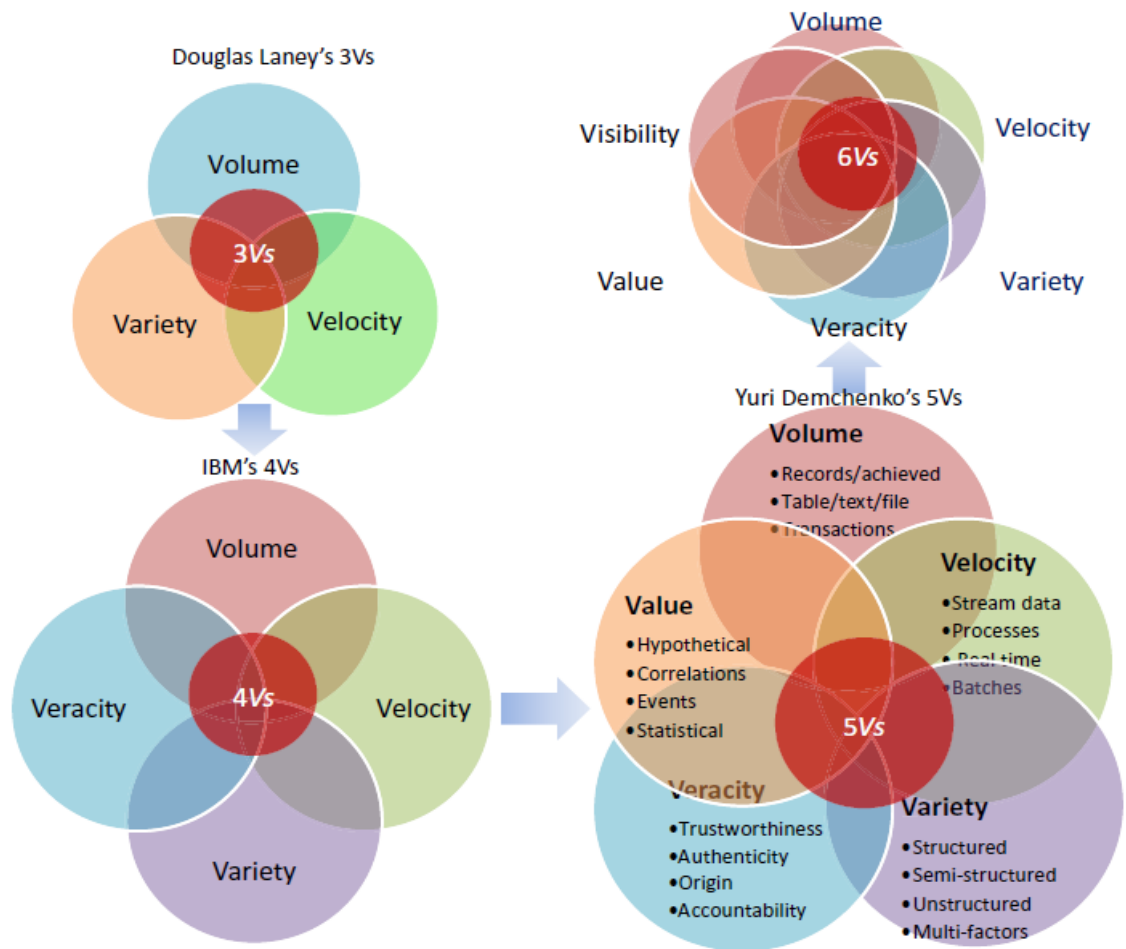 Douglas Laney's 3Vs
Volume
3Vs
Variety
Velocity
IBM's 4Vs
Volume
Veracity
4Vs
Velocity
Variety
Yuri Demchenko's 5Vs
Volume
•Records/achieved
•Table/text/file
•Transactions
Velocity
•Stream data
•Processes
•Real time
•Batches
Value
•Hypothetical
•Correlations
•Events
•Statistical
5Vs
Veracity
•Trustworthiness
•Authenticity
•Origin
•Accountability
Variety
•Structured
•Semi-structured
•Unstructured
•Multi-factors
Volume
Visibility
Velocity
6Vs
Value
Variety
Veracity